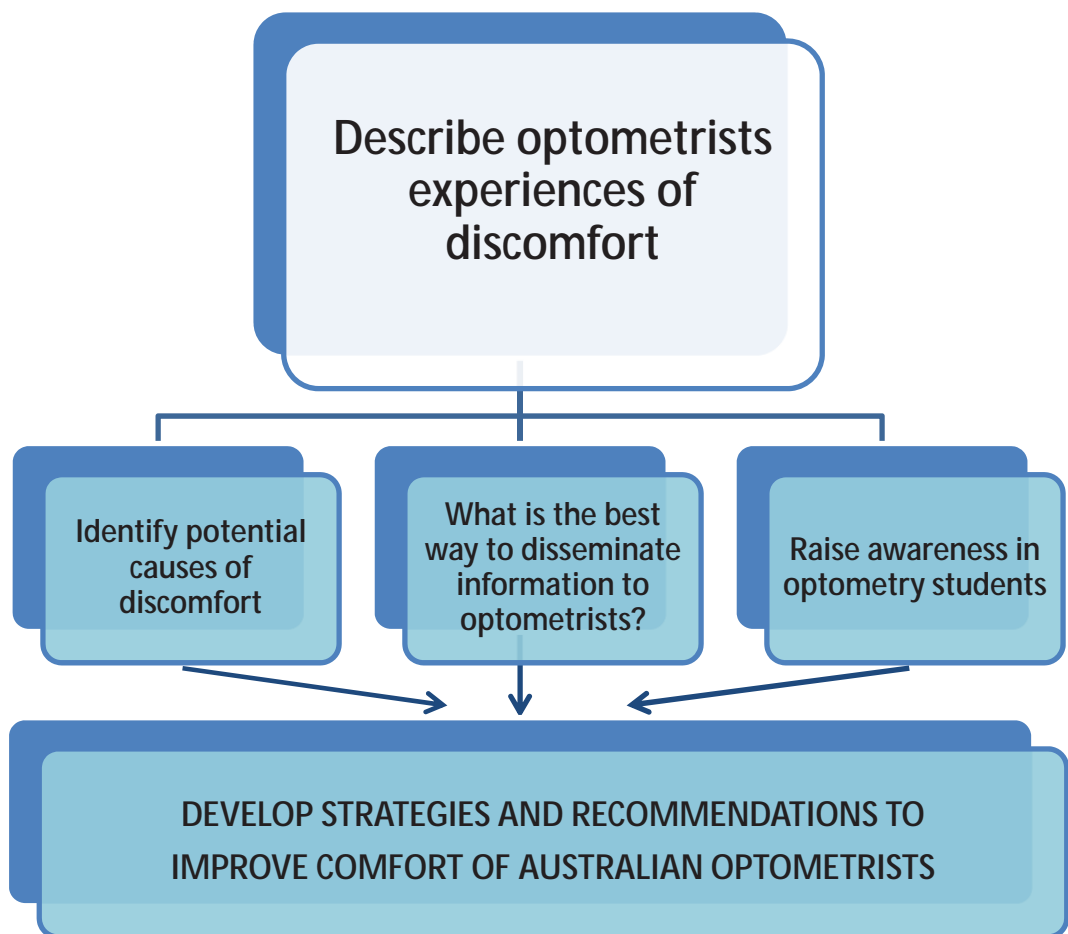 Describe optometrists
experiences of
discomfort
Identify potential
causes of
discomfort
What is the best
way to disseminate
information to
optometrists?
Raise awareness in
optometry students
DEVELOP STRATEGIES AND RECOMMENDATIONS TO
IMPROVE COMFORT OF AUSTRALIAN OPTOMETRISTS